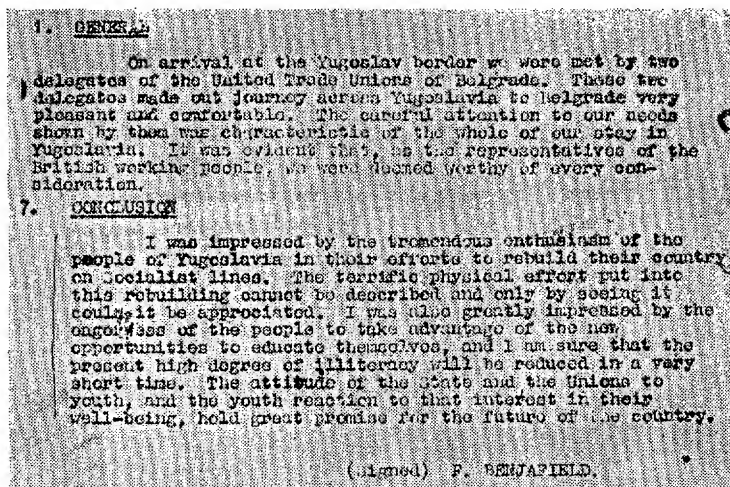 1. GENERAL
On arrival at the Yugoslav border we were met by two
delegates of the United Trade Unions of Belgrade. These two
delegates made out journey across Yugoslavia to Belgrade very
pleasant and comfortable. The careful attention to our needs
shown by them was characteristic of the whole of our stay in
Yugoslavia. It was evident that, as the representatives of the
British working people, we were deemed worthy of every con-
sideration.
7. CONCLUSION
I was impressed by the tremendous enthusiasm of the
people of Yugoslavia in their efforts to rebuild their country
on Socialist lines. The terrific physical effort put into
this rebuilding cannot be described and only by seeing it
could it be appreciated. I was also greatly impressed by the
eagerness of the people to take advantage of the new
opportunities to educate themselves, and I am sure that the
present high degree of illiteracy will be reduced in a very
short time. The attitude of the State and the Unions to
youth, and the youth reaction to that interest in their
well-being, hold great promise for the future of the country.
(signed) F. BENJAFIELD.